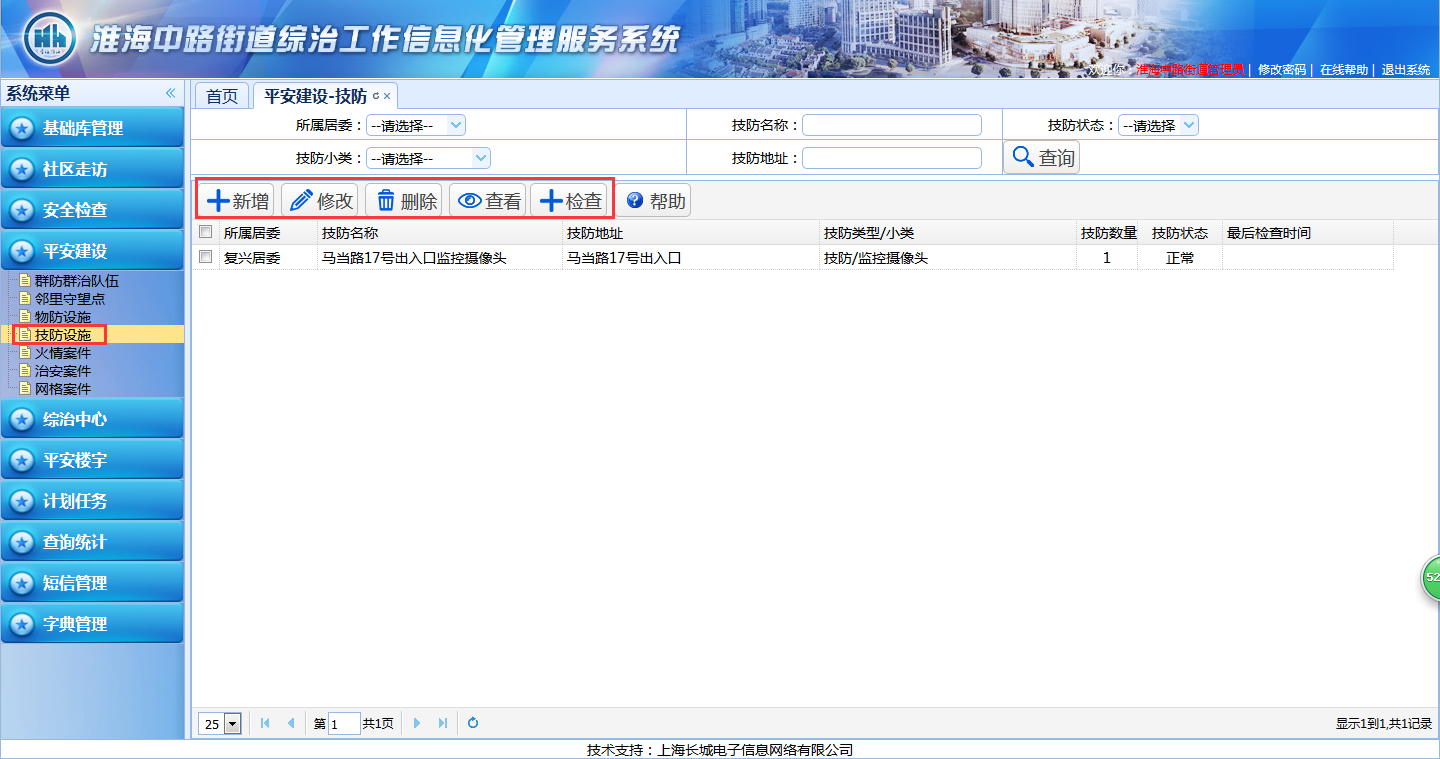 淮海中路街道综治工作信息化管理服务系统
欢迎你：淮海中路街道管理员| 修改密码| 在线帮助| 退出系统
系统菜单
基础库管理
社区走访
安全检查
平安建设
群防群治队伍
邻里守望点
物防设施
技防设施
火情案件
治安案件
网格案件
综治中心
平安楼宇
计划任务
查询统计
短信管理
字典管理
首页 平安建设-技防
所属居委：--请选择-- 技防名称： 技防状态：--请选择
技防小类：--请选择-- 技防地址： 查询
新增 修改 删除 查看 检查 帮助
所属居委 技防名称 技防地址 技防类型/小类 技防数量 技防状态 最后检查时间
复兴居委 马当路17号出入口监控摄像头 马当路17号出入口 技防/监控摄像头 1 正常
25 第 1 共1页 显示1到1,共1记录
技术支持：上海长城电子信息网络有限公司
52